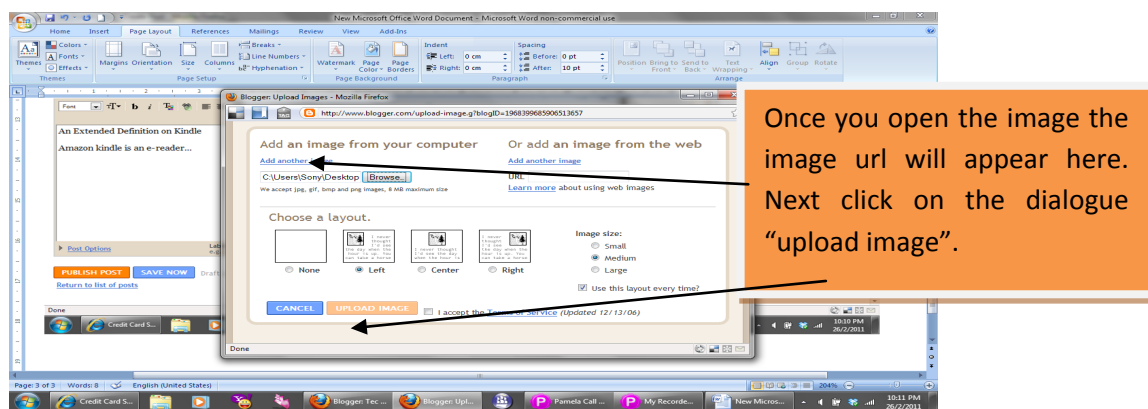 New Microsoft Office Word Document - Microsoft Word non-commercial use
Home Insert Page Layout References Mailings Review View Add-Ins
Colors Breaks Indent Spacing
Fonts Line Numbers Left: 0 cm Before: 0 pt
Themes Effects Margins Orientation Size Columns Hyphenation Watermark Page Color Page Borders Right: 0 cm After: 10 pt Position Bring to Front Send to Back Text Wrapping Align Group Rotate
Themes Page Setup Page Background Paragraph Arrange
Blogger: Upload Images - Mozilla Firefox
http://www.blogger.com/upload-image.g?blogID=1968399685906513657
Font
An Extended Definition on Kindle
Amazon kindle is an e-reader...
Post Options
PUBLISH POST SAVE NOW Draft
Return to list of posts
Add an image from your computer
Add another
C:\Users\Sony\Desktop Browse..
We accept jpg, gif, bmp and png images, 8 MB maximum size
Or add an image from the web
Add another image
URL
Learn more about using web images
Choose a layout.
None Left Center Right
Image size:
Small
Medium
Large
Use this layout every time?
CANCEL UPLOAD IMAGE I accept the Terms of Service (Updated 12/13/06)
Done
Done
Credit Card S...
10:10 PM
26/2/2011
Once you open the image the
image url will appear here.
Next click on the dialogue
“upload image”.
Page: 3 of 3 Words: 8 English (United States) 204%
Credit Card S... Blogger: Tec ... Blogger: Upl... Pamela Call ... My Recorde... New Micros...
10:11 PM
26/2/2011